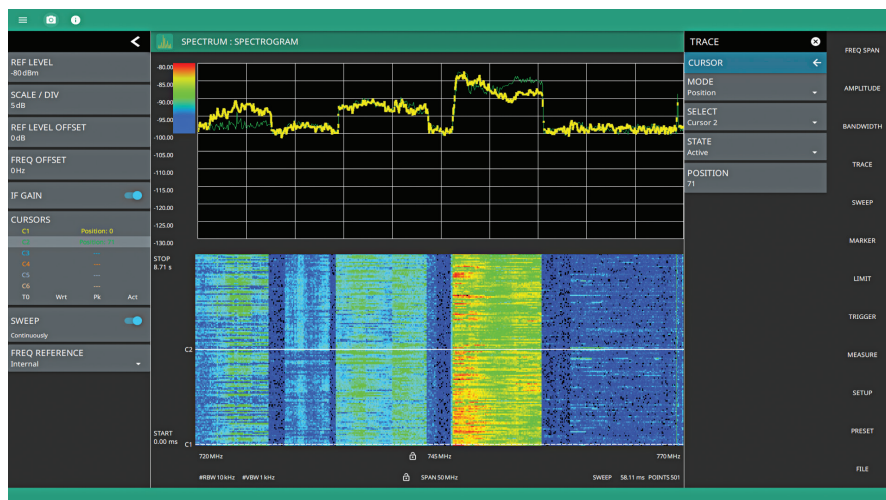 SPECTRUM : SPECTROGRAM
REF LEVEL
-80 dBm
SCALE / DIV
5 dB
REF LEVEL OFFSET
0 dB
FREQ OFFSET
0 Hz
IF GAIN
CURSORS
C1 Position: 0
C3 ---
C4 ---
C5 ---
C6 ---
T0 Wrt Pk Act
SWEEP
Continuously
FREQ REFERENCE
Internal
-80.00
-85.00
-90.00
-95.00
-100.00
-105.00
-110.00
-115.00
-120.00
-125.00
-130.00
STOP
8.71 s
C2
START
0.00 ms
C1
720 MHz
745 MHz
770 MHz
#RBW 10 kHz #VBW 1 kHz
SPAN 50 MHz
SWEEP 58.11 ms POINTS 501
TRACE
CURSOR
MODE
Position
SELECT
Cursor 2
STATE
Active
POSITION
71
FREQ SPAN
AMPLITUDE
BANDWIDTH
TRACE
SWEEP
MARKER
LIMIT
TRIGGER
MEASURE
SETUP
PRESET
FILE